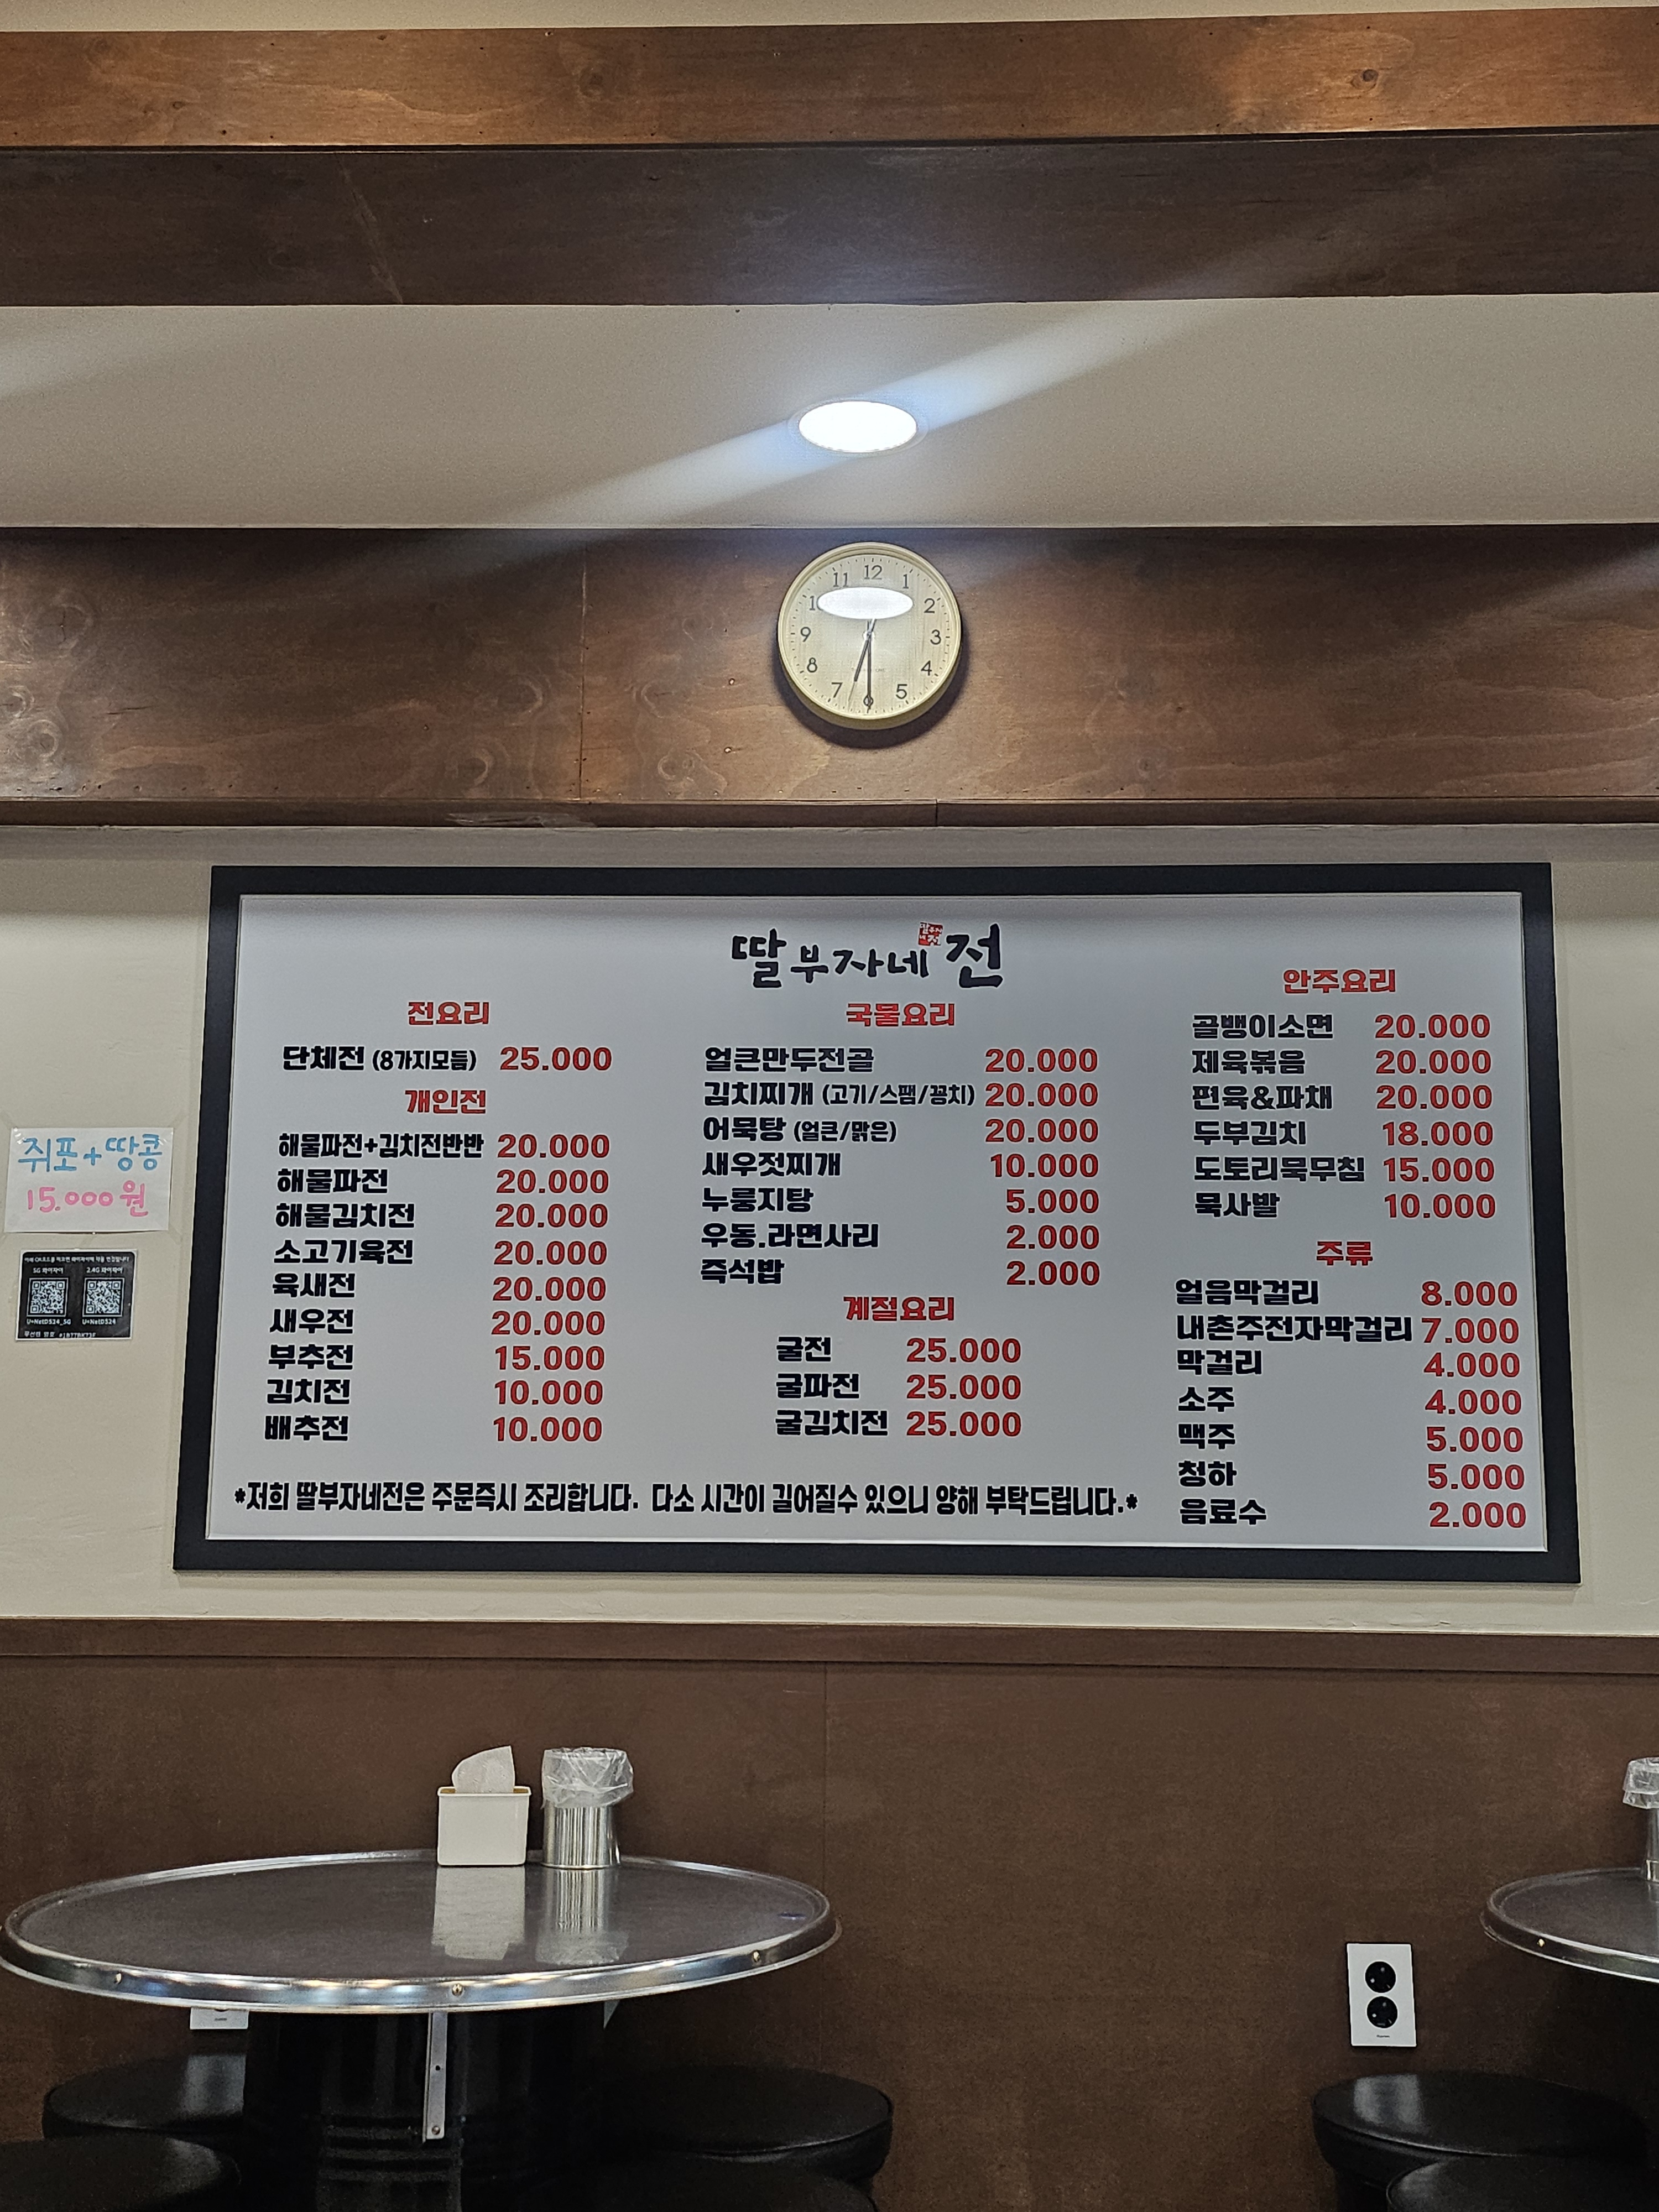 12
11
1
2
3
4
5
7
8
9
딸부자네전
전요리
단체전 (8가지모듬) 25.000
개인전
해물파전+김치전반반 20.000
해물파전 20.000
해물김치전 20.000
소고기육전 20.000
육새전 20.000
새우전 20.000
부추전 15.000
김치전 10.000
배추전 10.000
국물요리
얼큰만두전골 20.000
김치찌개 (고기/스팸/꽁치) 20.000
어묵탕 (얼큰/맑은) 20.000
새우젓찌개 10.000
누룽지탕 5.000
우동.라면사리 2.000
즉석밥 2.000
계절요리
굴전 25.000
굴파전 25.000
굴김치전 25.000
안주요리
골뱅이소면 20.000
제육볶음 20.000
편육&파채 20.000
두부김치 18.000
도토리묵무침 15.000
묵사발 10.000
주류
얼음막걸리 8.000
내촌주전자막걸리 7.000
막걸리 4.000
소주 4.000
맥주 5.000
청하 5.000
음료수 2.000
*저희 딸부자네전은 주문즉시 조리합니다. 다소 시간이 길어질수 있으니 양해 부탁드립니다.*
쥐포+땅콩
15.000원
5G 와이파이 2.4G 와이파이